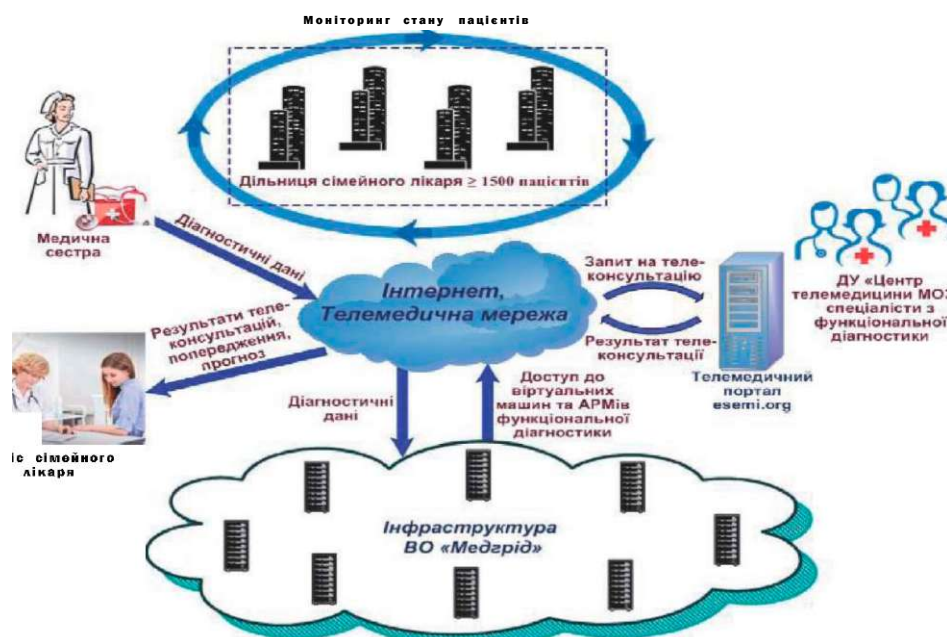 Моніторинг стану пацієнтів
Дільниця сімейного лікаря ≥ 1500 пацієнтів
Медична
сестра
Діагностичні дані
Інтернет,
Телемедична мережа
Запит на теле-
консультацію
Результат теле-
консультації
ДУ «Центр
телемедицини МОЗ
спеціалісти з
функціональної
діагностики
Телемедичний
портал
esemi.org
Результати теле-
консультацій,
попередження,
прогноз
іс сімейного
лікаря
Діагностичні
дані
Доступ до
віртуальних
машин та АРМів
функціональної
діагностики
Інфраструктура
ВО «Медгрід»